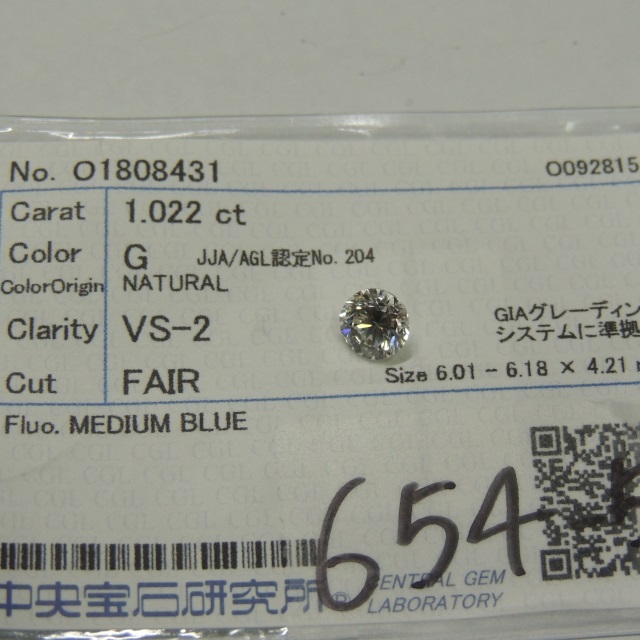 No. O1808431 O092815
Carat 1.022 ct
Color G JJA/AGL認定No. 204
ColorOrigin NATURAL
Clarity VS-2 GIAグレーディン
システムに準拠
Cut FAIR Size 6.01 - 6.18 × 4.21
Fluo. MEDIUM BLUE
654
中央宝石研究所® CENTRAL GEM
LABORATORY